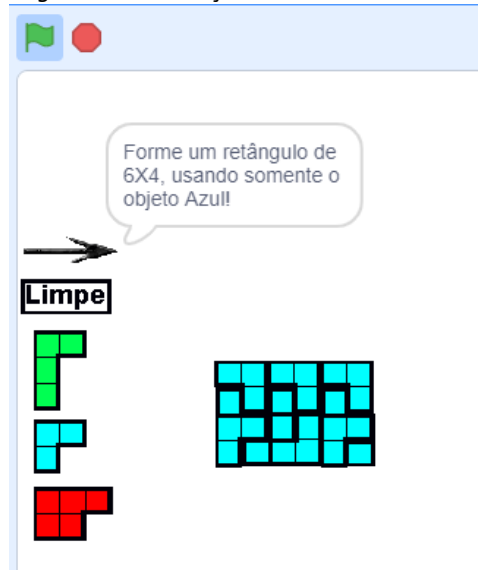 Forme um retângulo de
6X4, usando somente o
objeto Azul!
Limpe